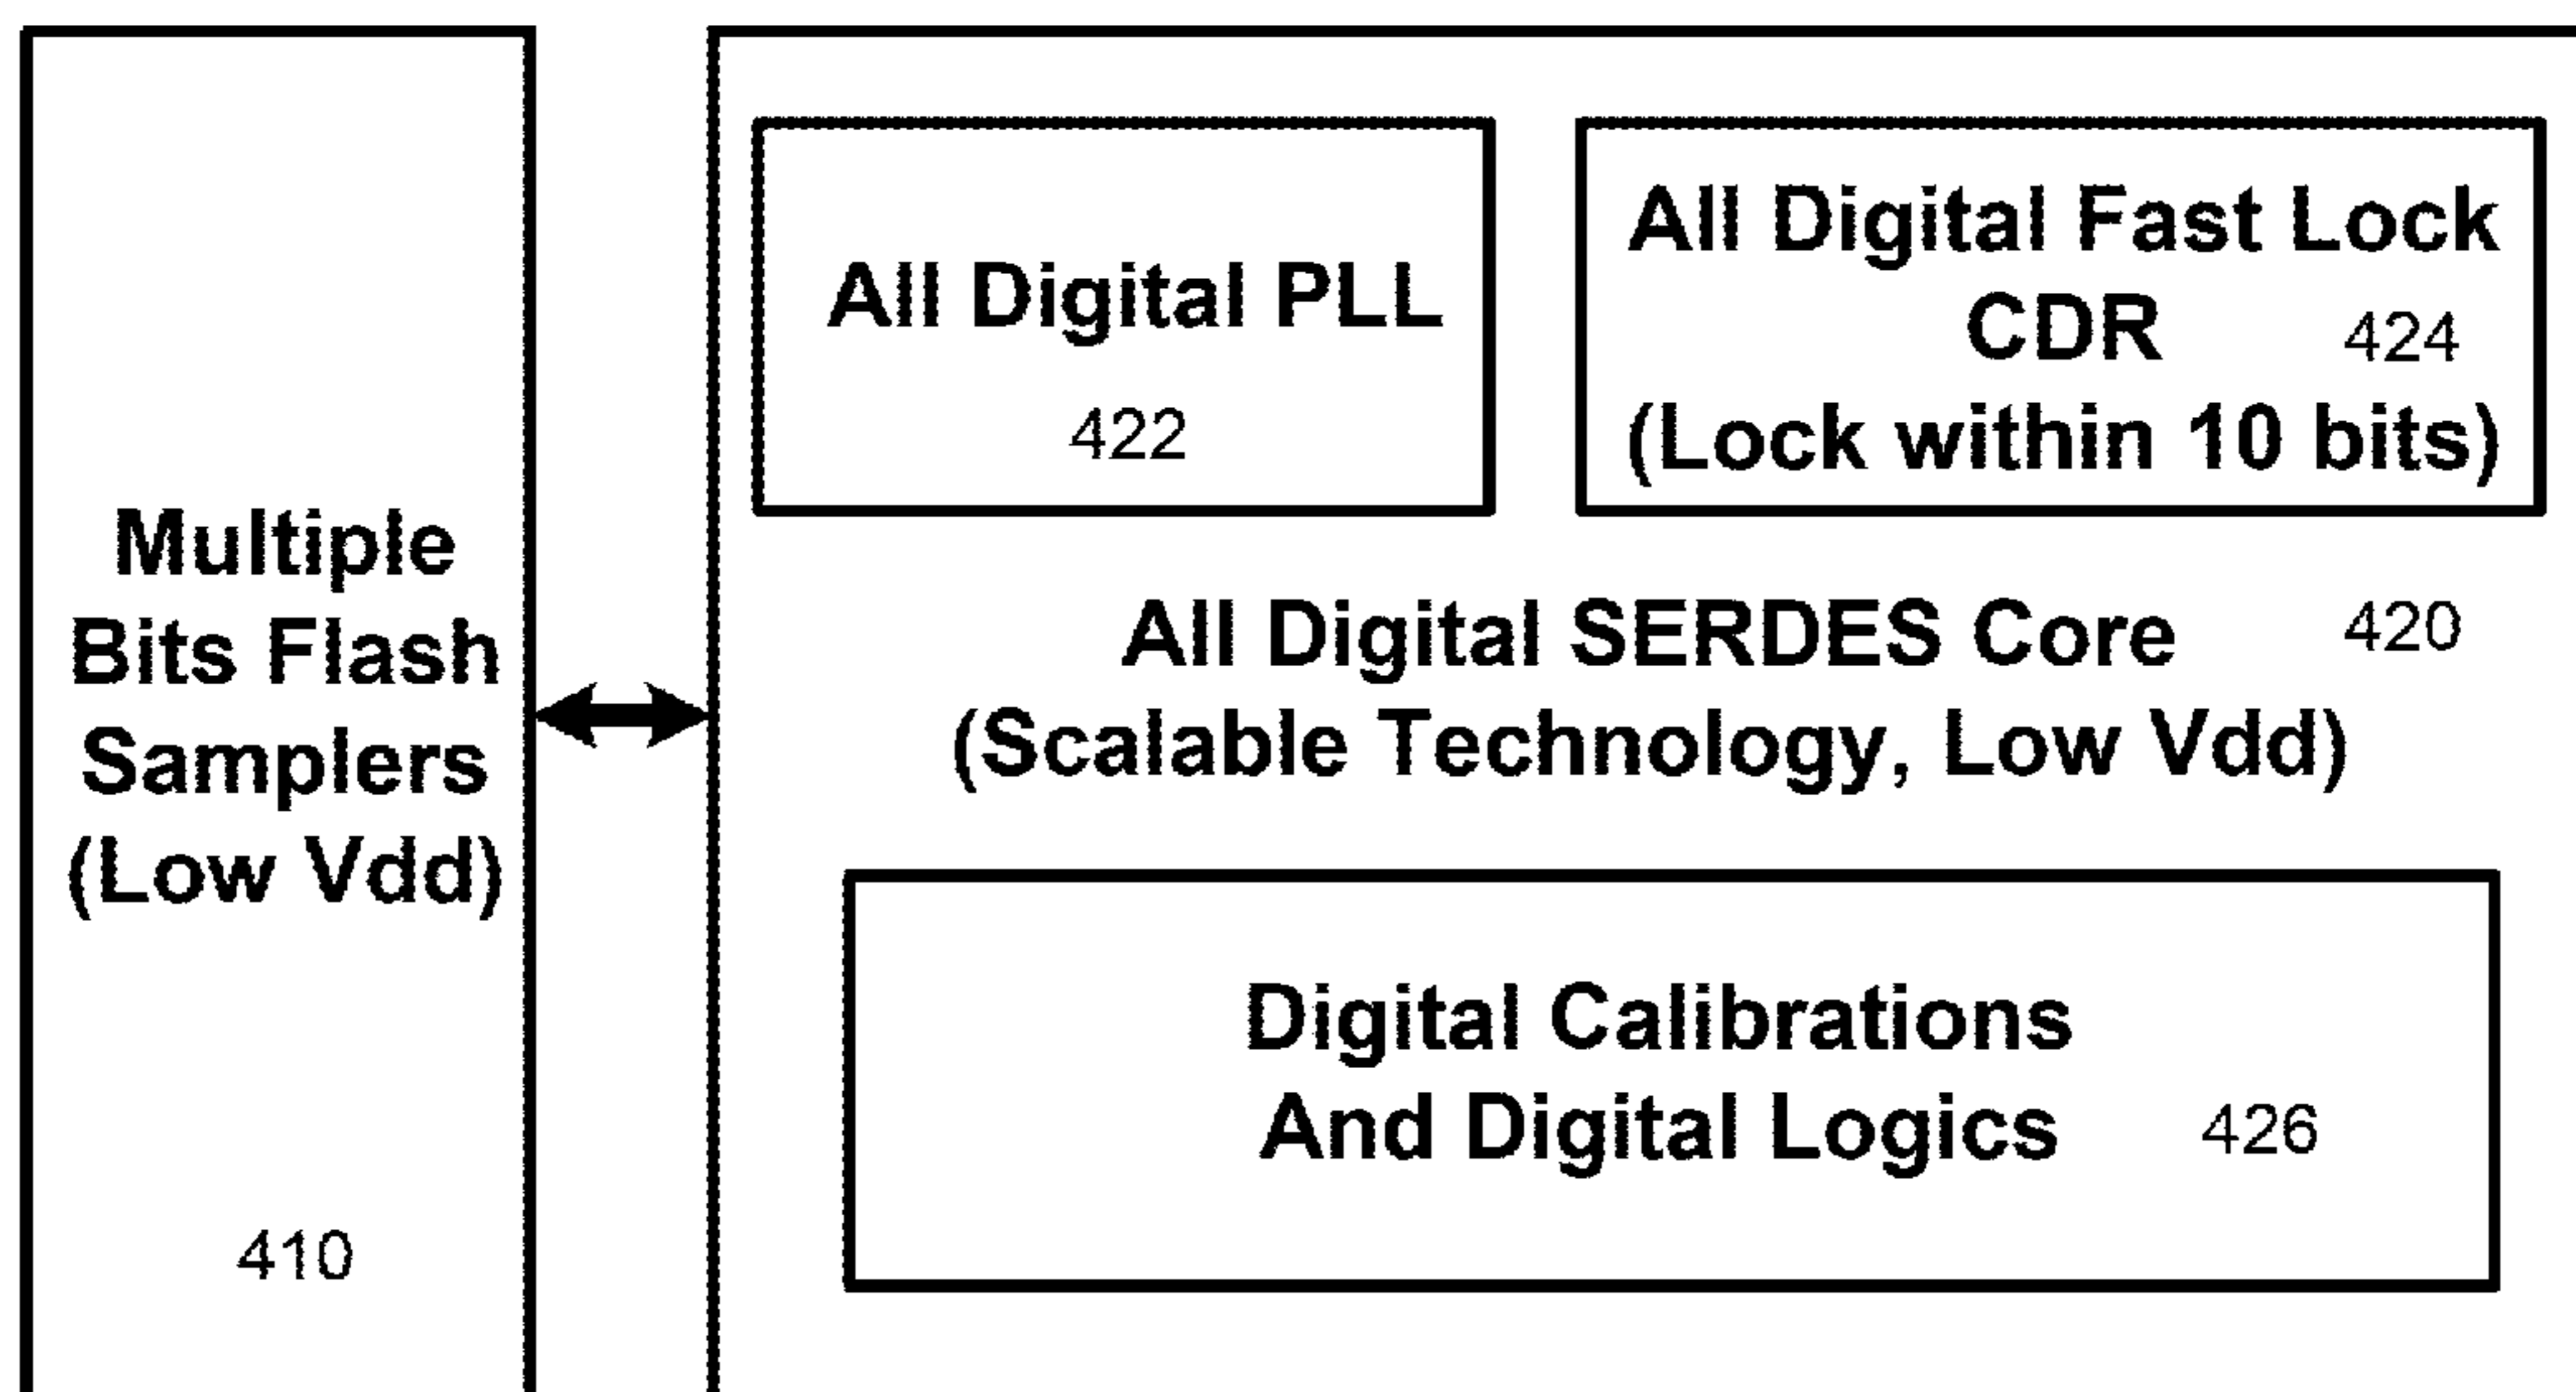 Multiple
Bits Flash
Samplers
(Low Vdd)
410
All Digital PLL
422
All Digital Fast Lock
CDR 424
(Lock within 10 bits)
All Digital SERDES Core 420
(Scalable Technology, Low Vdd)
Digital Calibrations
And Digital Logics 426